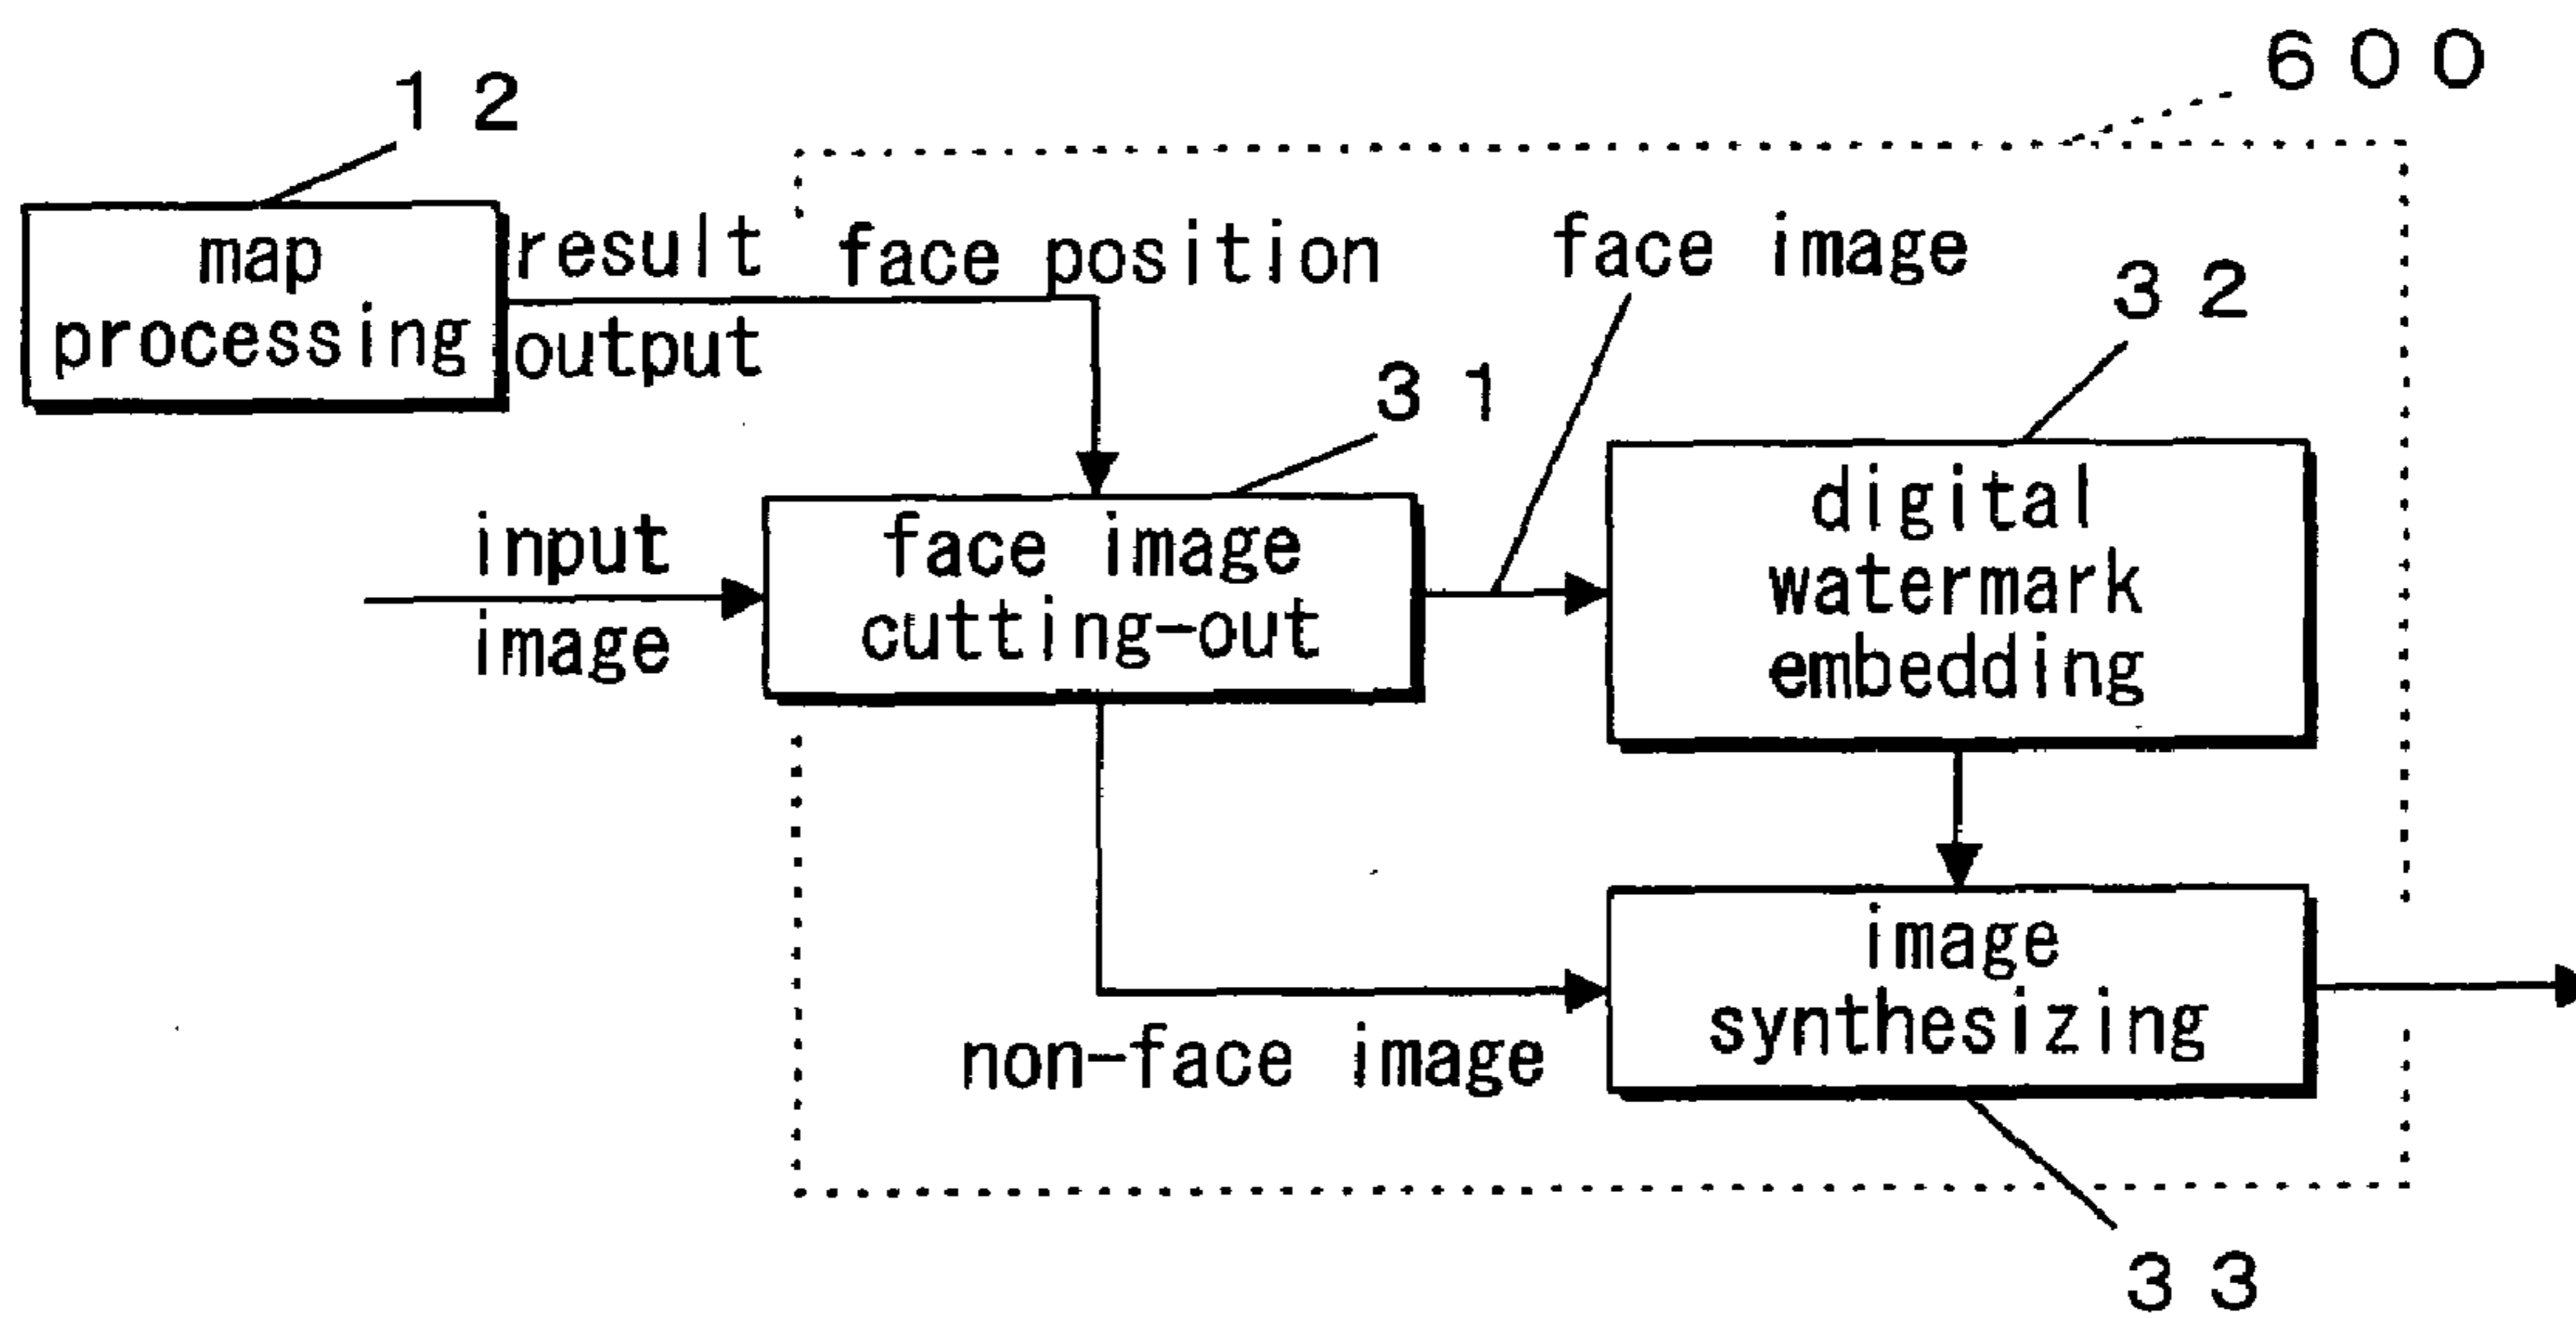 600
12
map
processing
result
output
face position
face image
32
31
input
image
face image
cutting-out
digital
watermark
embedding
image
synthesizing
non-face image
33